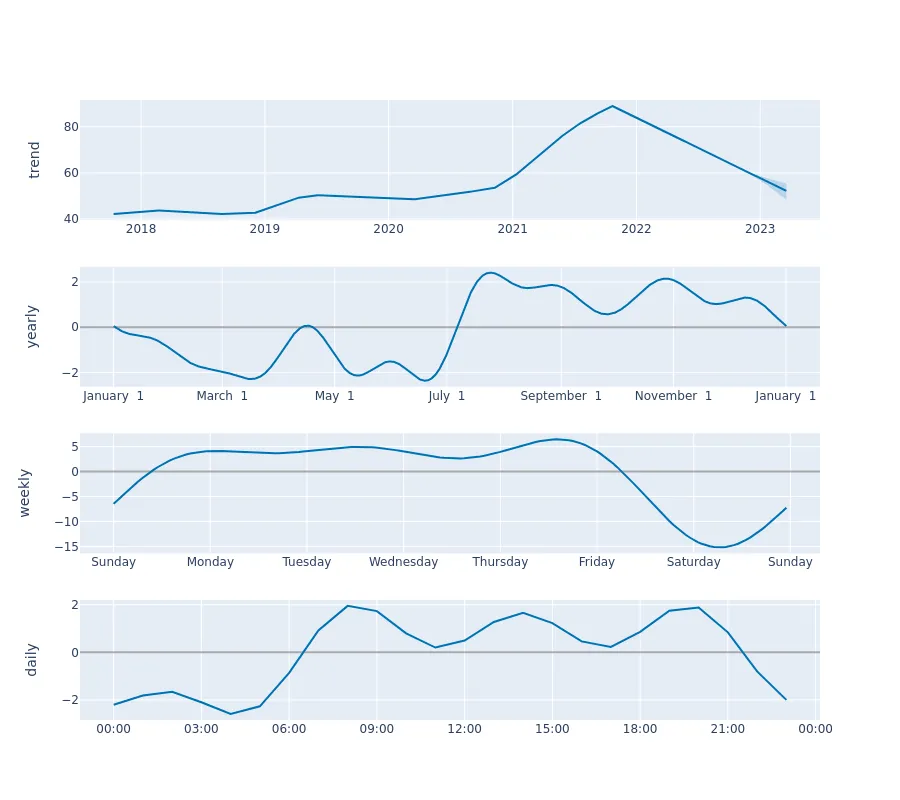 trend
80
60
40
2018 2019 2020 2021 2022 2023
yearly
2
0
−2
January 1 March 1 May 1 July 1 September 1 November 1 January 1
weekly
5
0
−5
−10
−15
Sunday Monday Tuesday Wednesday Thursday Friday Saturday Sunday
daily
2
0
−2
00:00 03:00 06:00 09:00 12:00 15:00 18:00 21:00 00:00